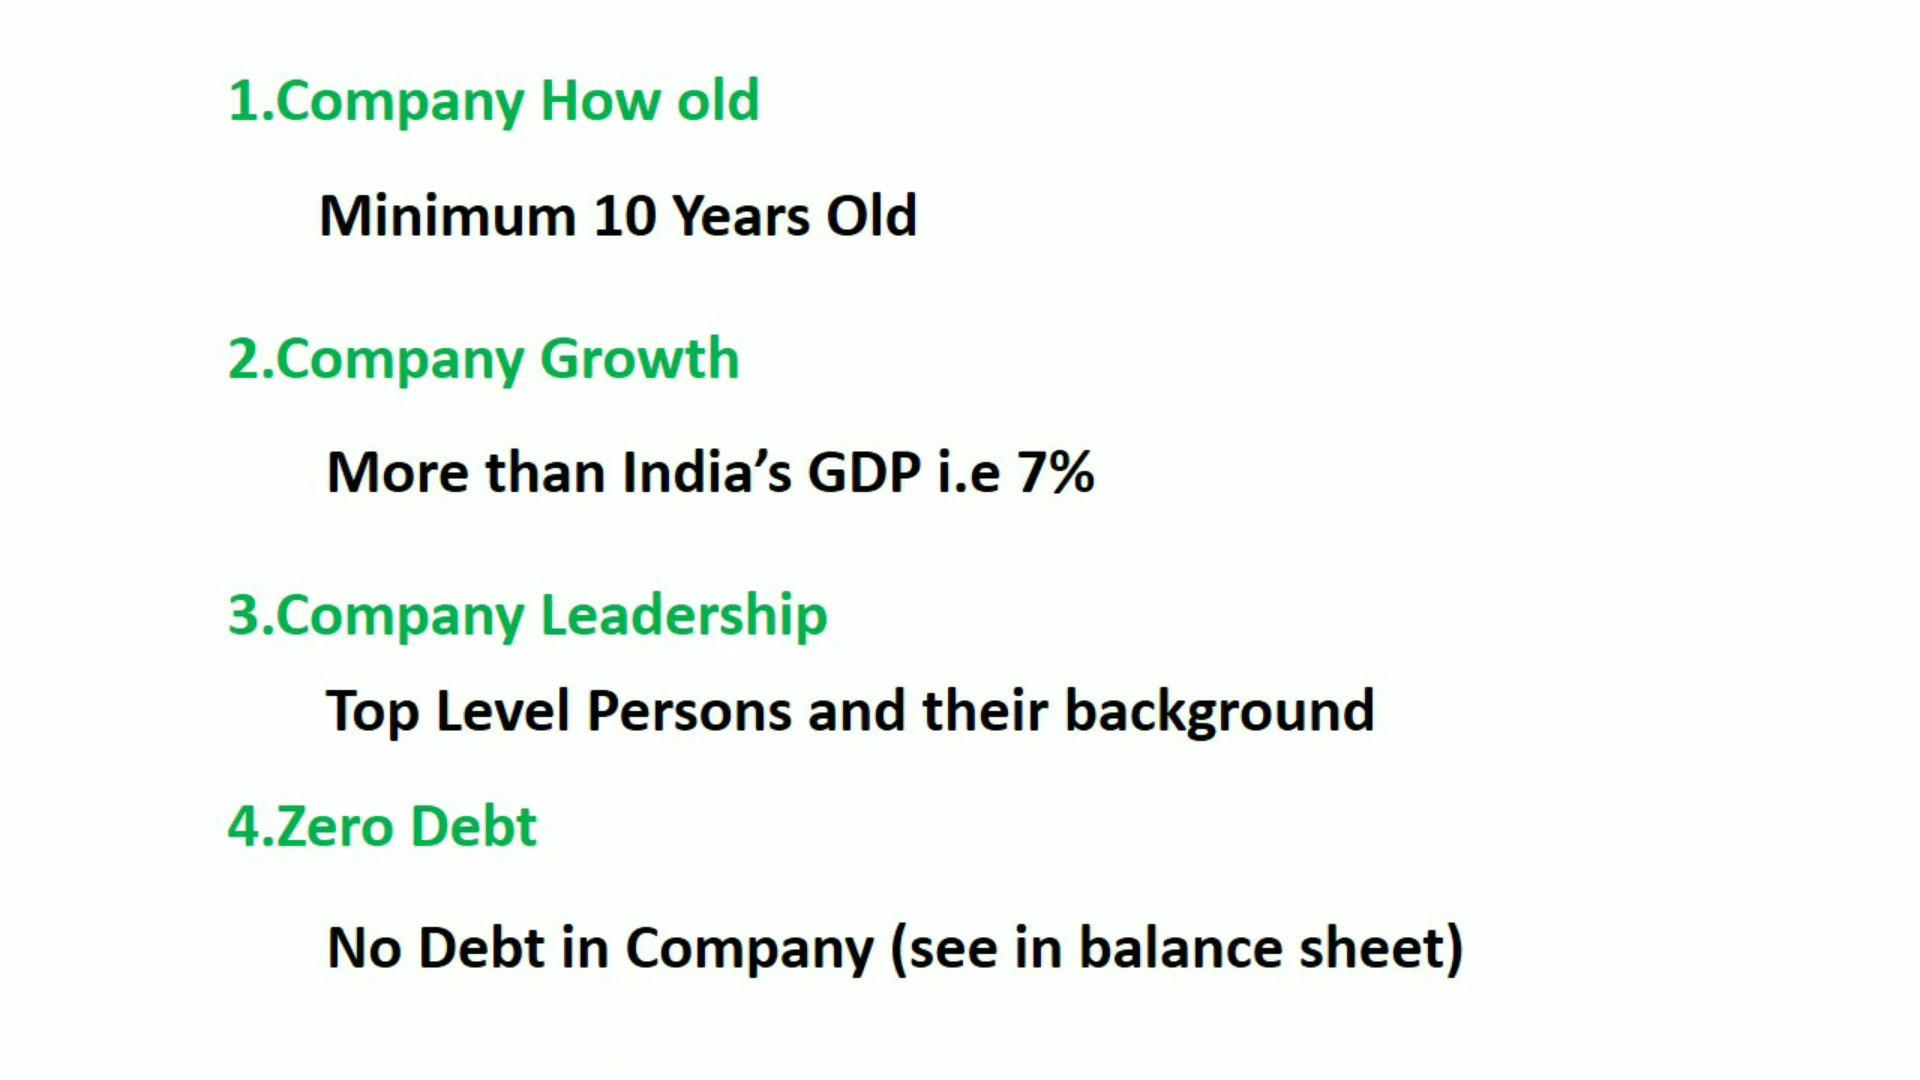 1.Company How old
Minimum 10 Years Old
2.Company Growth
More than India’s GDP i.e 7%
3.Company Leadership
Top Level Persons and their background
4.Zero Debt
No Debt in Company (see in balance sheet)